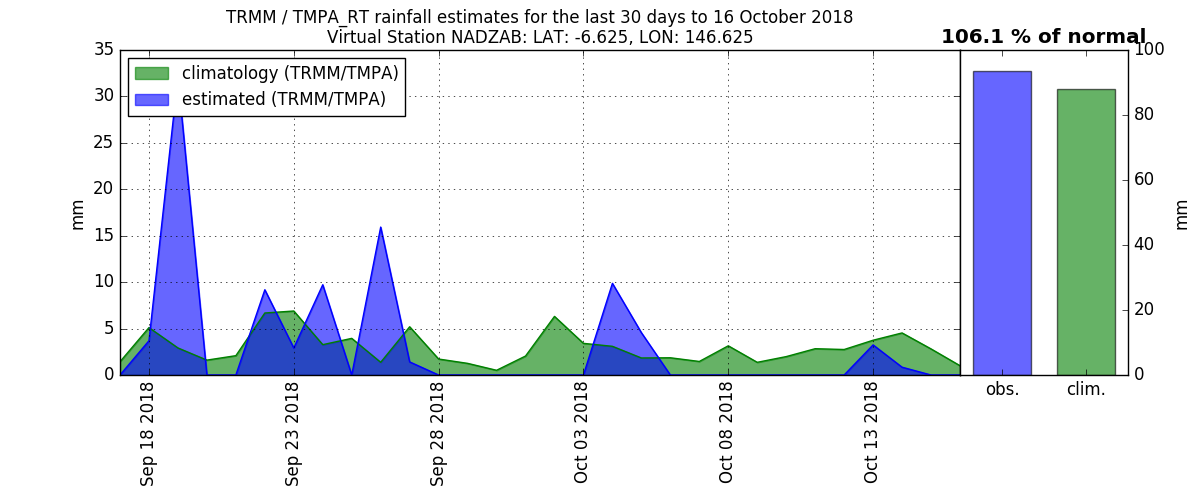 TRMM / TMPA_RT rainfall estimates for the last 30 days to 16 October 2018
Virtual Station NADZAB: LAT: -6.625, LON: 146.625
106.1 % of normal
climatology (TRMM/TMPA)
estimated (TRMM/TMPA)
35
30
25
20
15
10
5
0
mm
Sep 18 2018
Sep 23 2018
Sep 28 2018
Oct 03 2018
Oct 08 2018
Oct 13 2018
100
80
60
40
20
0
mm
obs.
clim.